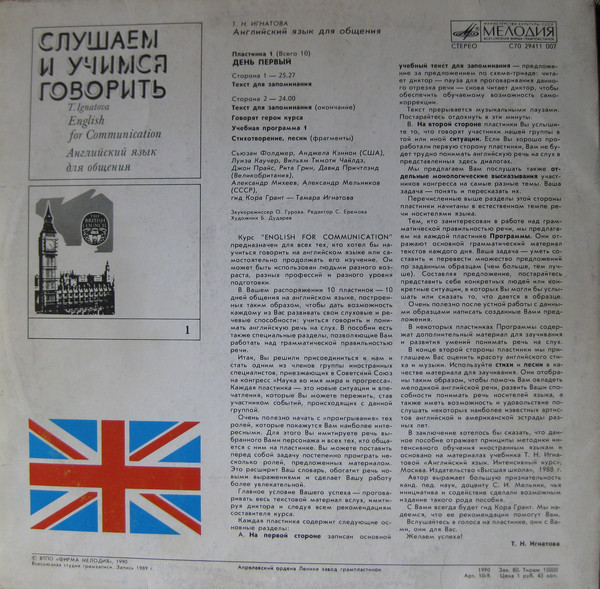 СЛУШАЕМ
И УЧИМСЯ
ГОВОРИТЬ
T. Ignatova
English
for Communication
Английский язык
для общения
THE
BRITISH
COUNCIL
1
Т. Н. ИГНАТОВА
Английский язык для общения
МИНИСТЕРСТВО КУЛЬТУРЫ СССР
МЕЛОДИЯ
ВСЕСОЮЗНАЯ ФИРМА ГРАМПЛАСТИНОК
СТЕРЕО
С70 29411 007
Пластинка 1 (Всего 10)
ДЕНЬ ПЕРВЫЙ
Сторона 1 — 25.27
Текст для запоминания
Сторона 2 — 24.00
Текст для запоминания (окончание)
Говорят герои курса
Учебная программа 1
Стихотворение, песни (фрагменты)
Сьюзан Фолджер, Анджела Кэннон (США),
Луиза Каучер, Вильям Тимоти Чайлдз,
Джон Прайс, Рита Грин, Давид Причтэнд
(Великобритания),
Александр Михеев, Александр Мельников
(СССР),
гид Кора Грант — Тамара Игнатова
Звукорежиссер О. Гурова. Редактор С. Еремова
Художник Б. Дударев
Курс "ENGLISH FOR COMMUNICATION"
предназначен для всех тех, кто хотел бы на-
учиться говорить на английском языке или са-
мостоятельно продолжать его изучение. Он
может быть использован людьми разного возра-
ста, разных профессий и разного уровня
подготовки.
В Вашем распоряжении 10 пластинок — 10
дней общения на английском языке, построен-
ных таким образом, чтобы дать возможность
каждому из Вас развивать свои слуховые и ре-
чевые способности: учиться говорить и пони-
мать английскую речь на слух. В пособии есть
также специальные разделы, позволяющие Вам
работать над грамматической правильностью
речи.
Итак, Вы решили присоединиться к нам и
стать одним из членов группы иностранных
специалистов, приезжающих в Советский Союз
на конгресс «Наука во имя мира и прогресса».
Каждая пластинка — это новые ситуации и впе-
чатления, которые Вы можете пережить, став
участником событий, происходящих с данной
группой.
Очень полезно начать с «проигрывания» тех
ролей, которые покажутся Вам наиболее инте-
ресными. Для этого Вы имитируете речь вы-
бранного Вами персонажа и всех тех, кто обща-
ется с ним на пластинке. Вы можете поставить
перед собой задачу постепенно проиграть не-
сколько ролей, предложенных материалом.
Это расширит Ваш словарь, обогатит речь но-
выми выражениями и сделает Вашу работу
более увлекательной.
Главное условие Вашего успеха — проговари-
вать весь текстовой материал вслух, имити-
руя диктора и следуя всем рекомендациям
составителя курса.
Каждая пластинка содержит следующие ос-
новные разделы:
А. На первой стороне записан основной
учебный текст для запоминания — предложе-
ние за предложением по схеме-триаде: чита-
ет диктор — пауза для проговаривания данно-
го отрезка речи — снова читает диктор, чтобы
обеспечить обучаемому возможность само-
коррекции.
Текст прерывается музыкальными паузами.
Постарайтесь отдохнуть в эти минуты.
В. На второй стороне пластинки Вы услыши-
те то, что говорят участники нашей группы в
той или иной ситуации. Если Вы хорошо про-
работали первую сторону пластинки, Вам не бу-
дет трудно понимать английскую речь на слух в
представленных здесь диалогах.
Мы предлагаем Вам послушать также от-
дельные монологические высказывания участ-
ников конгресса на самые разные темы. Ваша
задача — понять и пересказать их.
Перечисленные выше разделы этой стороны
пластинки начитаны в естественном темпе ре-
чи носителями языка.
Тем, кто заинтересован в работе над грам-
матической правильностью речи, мы предлага-
ем на каждой пластинке Программы. Они от-
ражают основной грамматический материал
текстов каждого дня. Ваша задача — уметь со-
ставить и перевести множество предложений
по заданным образцам (чем больше, тем луч-
ше). Составляя предложение, постарайтесь
представить себе конкретных людей или кон-
кретные ситуации, в которых Вы могли бы услы-
шать или сказать то, что дается в образце.
Очень полезно после устной работы с данны-
ми образцами написать созданные Вами пред-
ложения.
В некоторых пластинках Программы содер-
жат дополнительный материал для заучивания
и развития умений понимать речь на слух.
В конце второй стороны пластинки мы при-
глашаем Вас оценить красоту английского сти-
ха и музыки. Используйте стихи и песни в ка-
честве материала для заучивания. Они отобра-
ны таким образом, чтобы помочь Вам овладеть
мелодикой английской речи, развить Ваши спо-
собности понимать речь носителей языка, а
также иметь возможность и удовольствие по-
слушать некоторых наиболее известных артис-
тов английской и американской эстрады раз-
ных лет.
В заключение хотелось бы сказать, что дан-
ное пособие отражает принципы методики ин-
тенсивного обучения иностранным языкам и
основано на материалах учебника Т. Н. Игна-
товой «Английский язык. Интенсивный курс»,
Москва. Издательство «Высшая школа», 1988 г.
Автор выражает большую признательность
канд. пед. наук, доценту С. И. Мельник, чья
инициатива и содействие сделали возможным
издание такого рода пособия.
С Вами всегда будет гид Кора Грант. Мы на-
деемся, что ее рекомендации помогут Вам.
Вслушайтесь в голоса на пластинке, они с Ва-
ми, они для Вас.
Желаем успеха!
Т. Н. Игнатова
© ВТПО «ФИРМА МЕЛОДИЯ», 1990
Всесоюзная студия грамзаписи. Запись 1989 г.
Апрелевский ордена Ленина завод грампластинок
1990 Зак. 80. Тираж
Арт. 10-9. Цена 1 руб. 45 коп.